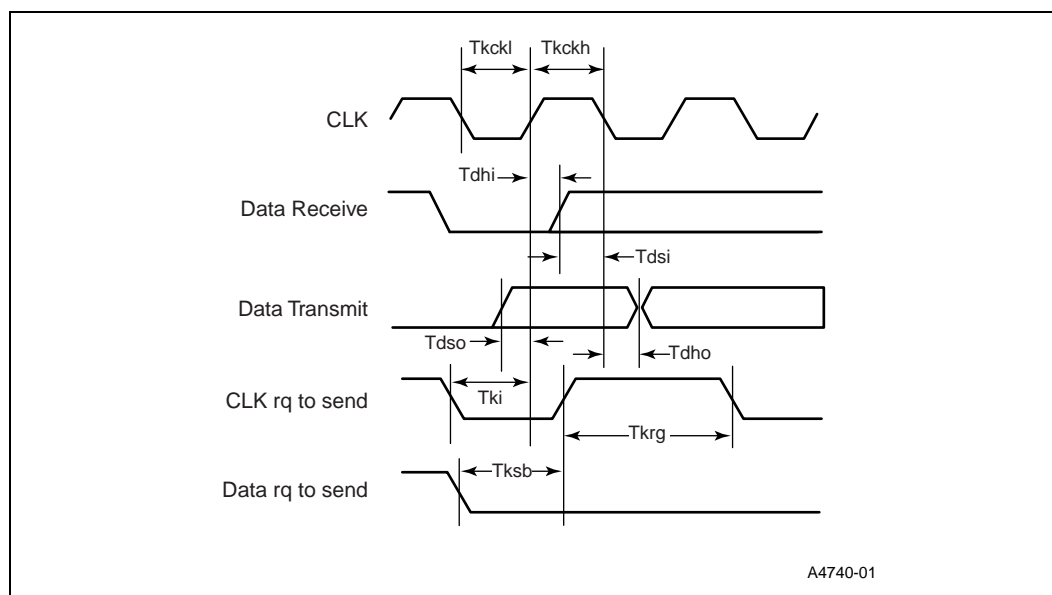 Tkckl Tkckh
CLK
Tdhi
Data Receive
Tdsi
Data Transmit
Tdso
Tdho
CLK rq to send
Tki
Tkrg
Tksb
Data rq to send
A4740-01